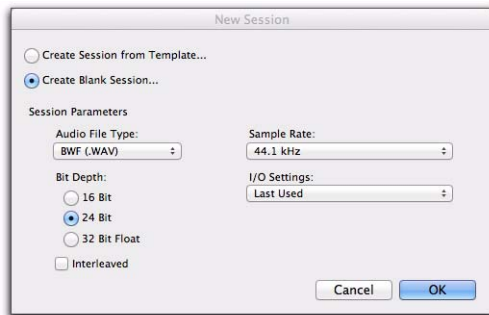 New Session
Create Session from Template...
Create Blank Session...
Session Parameters
Audio File Type:
BWF (.WAV)
Sample Rate:
44.1 kHz
Bit Depth:
16 Bit
24 Bit
32 Bit Float
Interleaved
I/O Settings:
Last Used
Cancel
OK